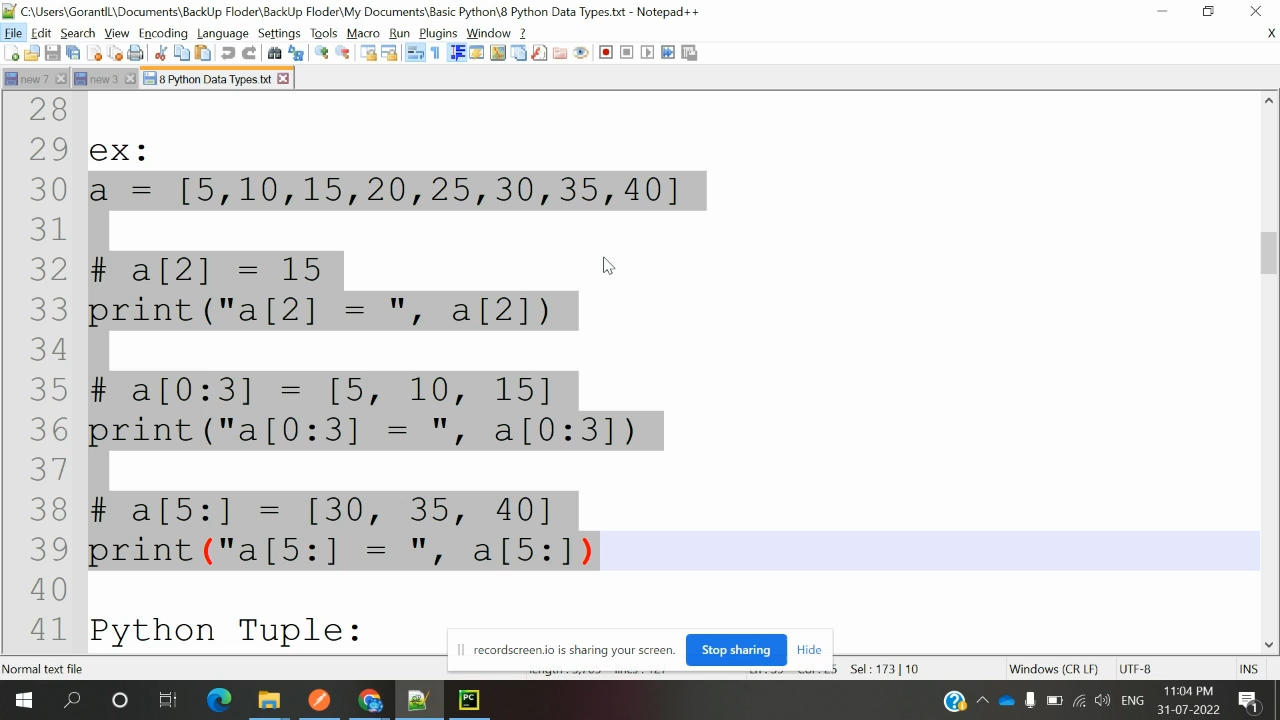 C:\Users\GorantlL\Documents\BackUp Floder\BackUp Floder\My Documents\Basic Python\8 Python Data Types.txt - Notepad++
File Edit Search View Encoding Language Settings Tools Macro Run Plugins Window ? X
new 7 new 3 8 Python Data Types.txt
28
29 ex:
30 a = [5,10,15,20,25,30,35,40]
31
32 # a[2] = 15
33 print("a[2] = ", a[2])
34
35 # a[0:3] = [5, 10, 15]
36 print("a[0:3] = ", a[0:3])
37
38 # a[5:] = [30, 35, 40]
39 print("a[5:] = ", a[5:])
40
41 Python Tuple:
recordscreen.io is sharing your screen. Stop sharing Hide
Normal text file Sel : 173 | 10 Windows (CR LF) UTF-8 INS
ENG 11:04 PM
31-07-2022